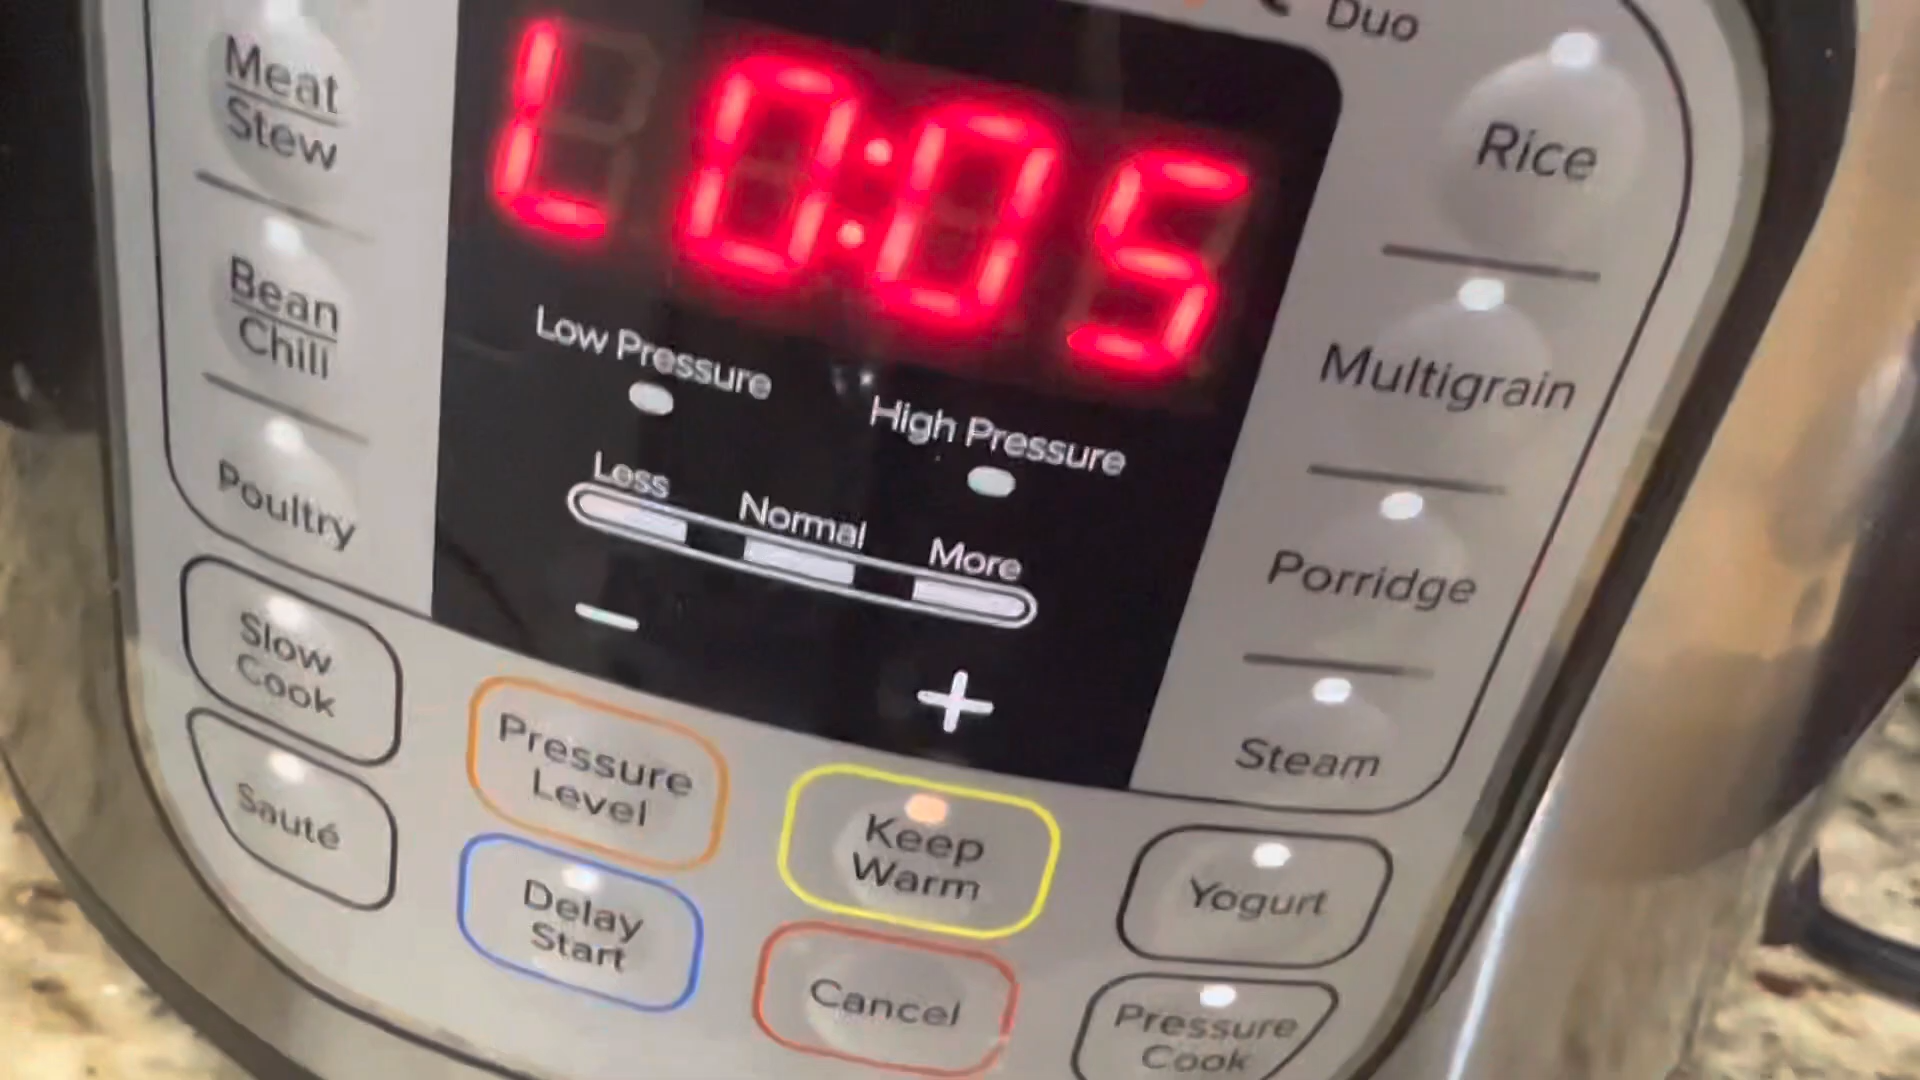 Duo
L0:05
Meat
Stew
Bean
Chili
Poultry
Low Pressure
High Pressure
Less
Normal
More
−
+
Rice
Multigrain
Porridge
Steam
Slow
Cook
Sauté
Pressure
Level
Delay
Start
Keep
Warm
Cancel
Yogurt
Pressure
Cook